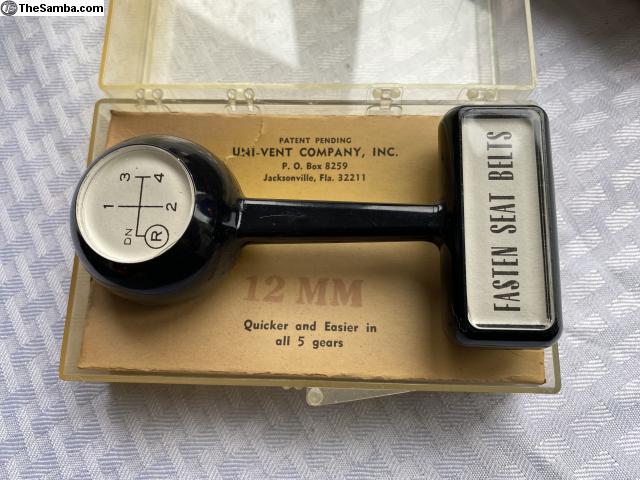 TheSamba.com
PATENT PENDING
UNI-VENT COMPANY, INC.
P. O. Box 8259
Jacksonville, Fla. 32211
1 3
2 4
DN R
FASTEN SEAT BELTS
12 MM
Quicker and Easier in
all 5 gears